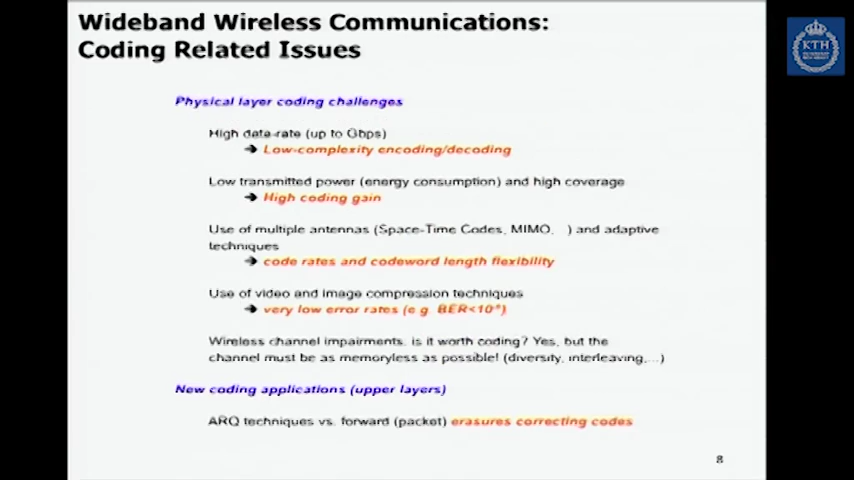 Wideband Wireless Communications:
Coding Related Issues
KTH
Physical layer coding challenges
High data-rate (up to Gbps)
➔ Low-complexity encoding/decoding
Low transmitted power (energy consumption) and high coverage
➔ High coding gain
Use of multiple antennas (Space-Time Codes, MIMO, ) and adaptive
techniques
➔ code rates and codeword length flexibility
Use of video and image compression techniques
➔ very low error rates (e.g.
Wireless channel impairments, is it worth coding? Yes, but the
channel must be as memoryless as possible! (diversity, interleaving,...)
New coding applications (upper layers)
ARQ techniques vs. forward (packet) erasures correcting codes
8